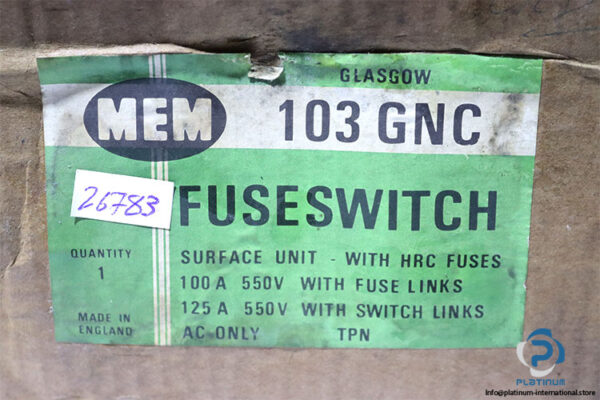 GLASGOW
MEM
103 GNC
26783
FUSESWITCH
QUANTITY
1
SURFACE UNIT - WITH HRC FUSES
100 A 550V WITH FUSE LINKS
125 A 550V WITH SWITCH LINKS
AC ONLY TPN
MADE IN
ENGLAND
PLATINUM
Info@platinum-international.store